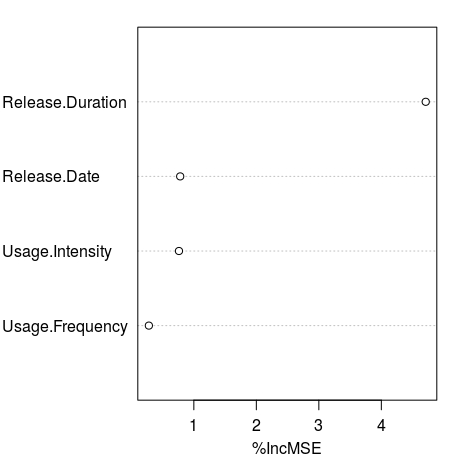 Release.Duration
Release.Date
Usage.Intensity
Usage.Frequency
1 2 3 4
%IncMSE